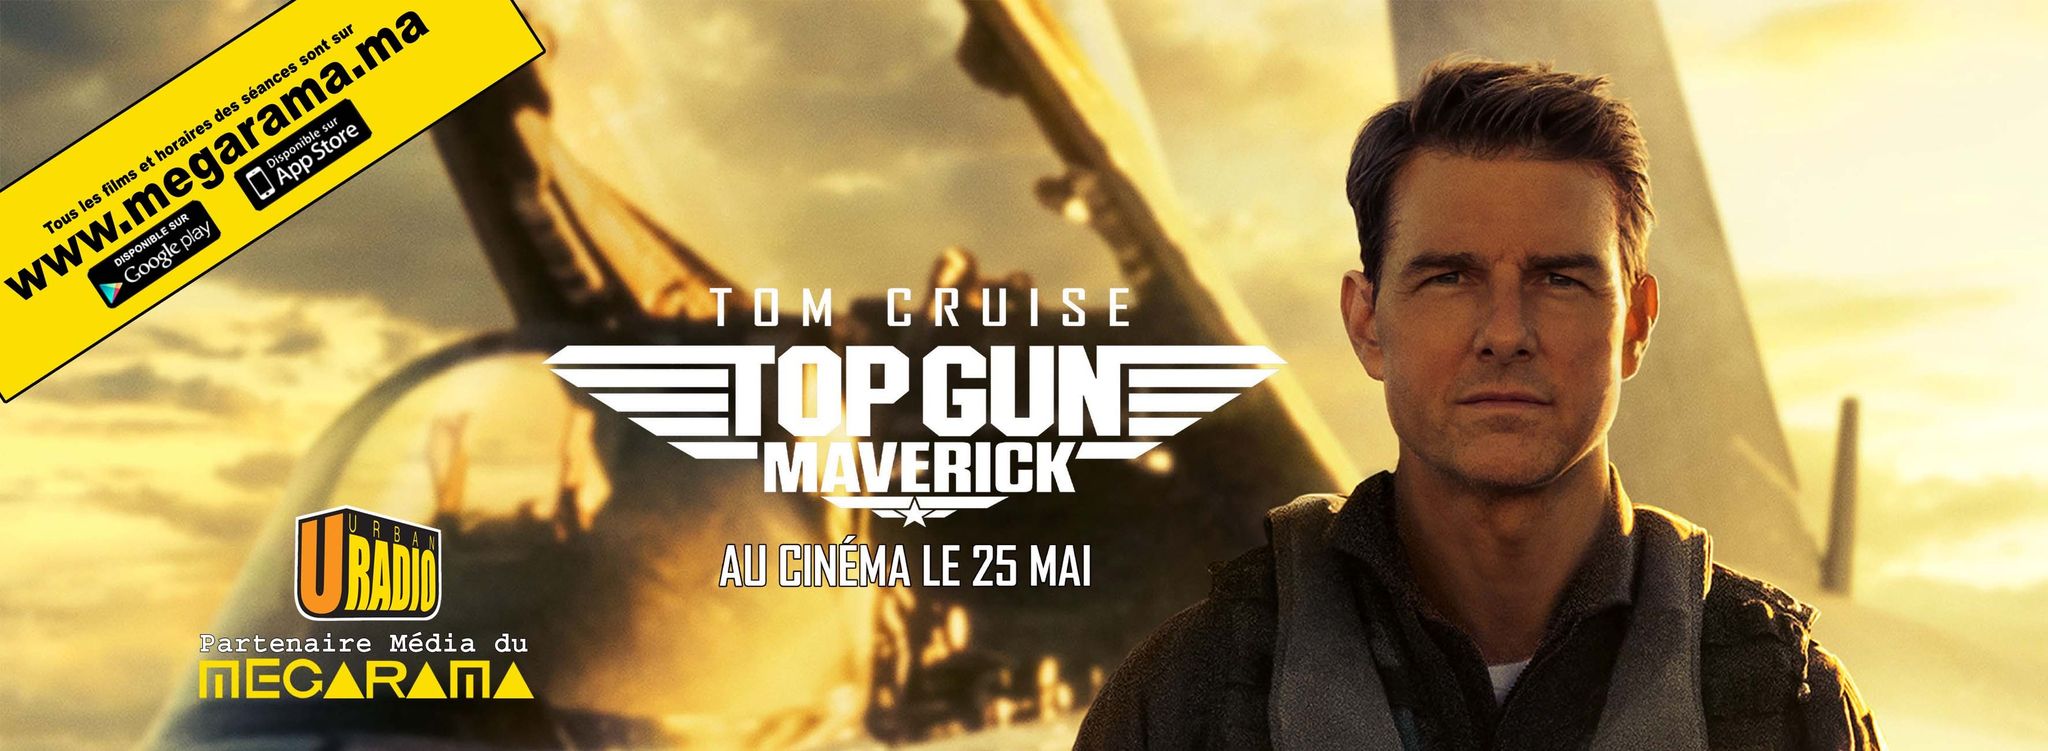 Tous les films et horaires des séances sont sur
www.megarama.ma
DISPONIBLE SUR
Google play
Disponible sur
App Store
TOM CRUISE
TOP GUN
MAVERICK
AU CINÉMA LE 25 MAI
U URBAN
RADIO
Partenaire Média du
MEGARAMA